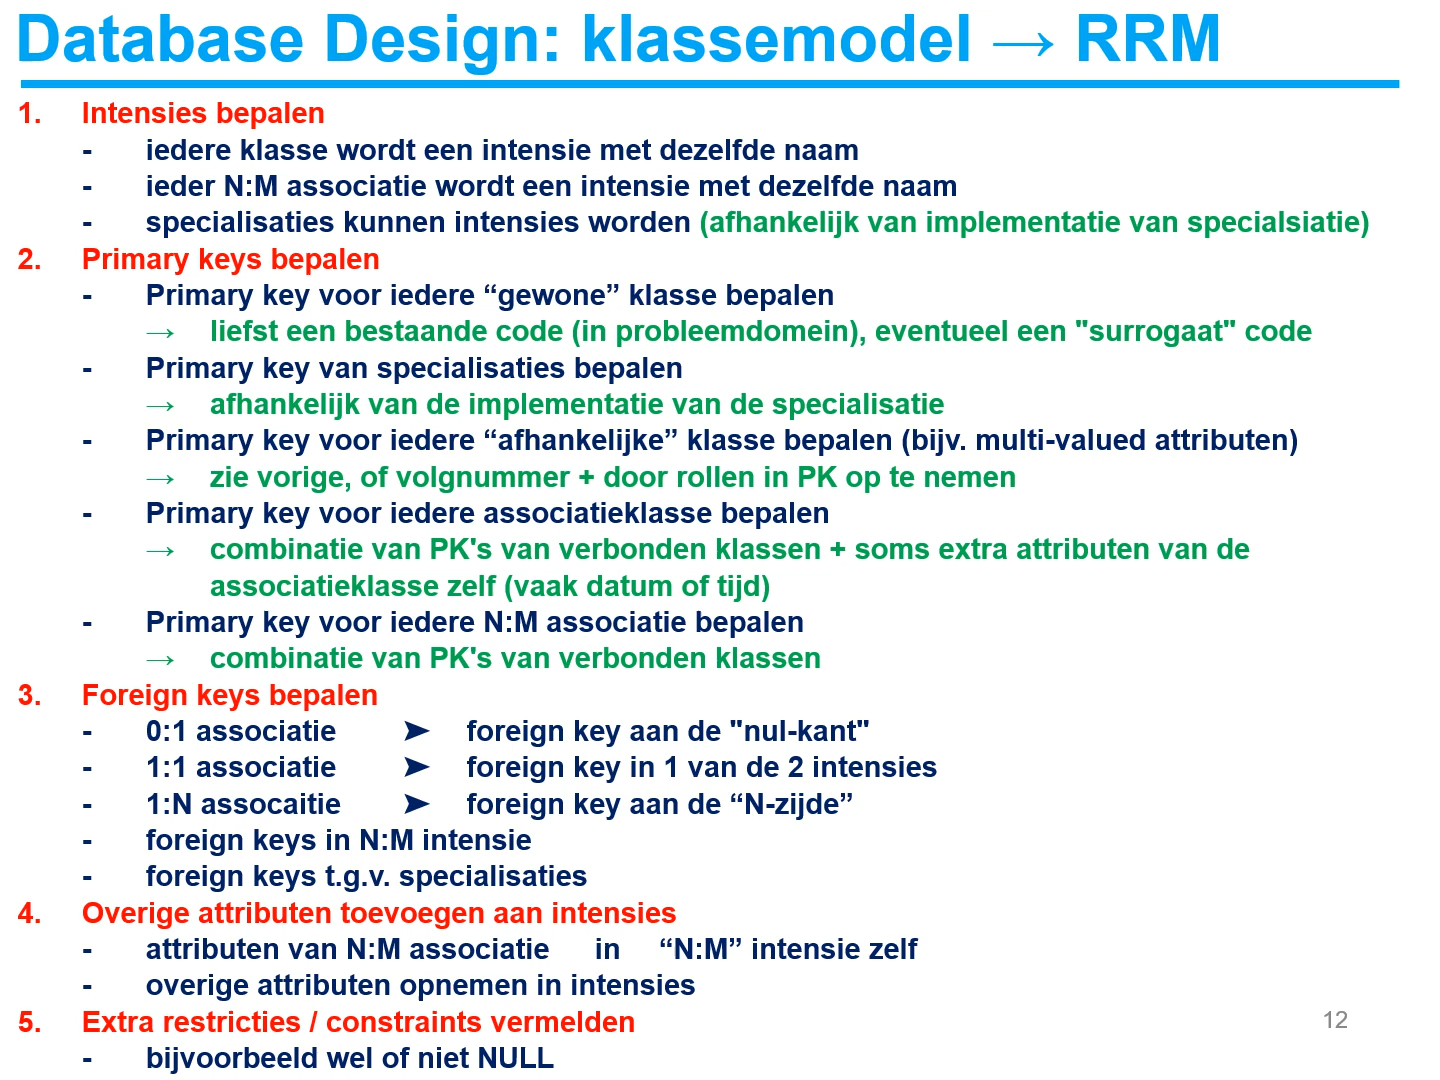 Database Design: klassemodel → RRM
1. Intensies bepalen
- iedere klasse wordt een intensie met dezelfde naam
- ieder N:M associatie wordt een intensie met dezelfde naam
- specialisaties kunnen intensies worden (afhankelijk van implementatie van specialsiatie)
2. Primary keys bepalen
- Primary key voor iedere “gewone” klasse bepalen
→ liefst een bestaande code (in probleemdomein), eventueel een "surrogaat" code
- Primary key van specialisaties bepalen
→ afhankelijk van de implementatie van de specialisatie
- Primary key voor iedere “afhankelijke” klasse bepalen (bijv. multi-valued attributen)
→ zie vorige, of volgnummer + door rollen in PK op te nemen
- Primary key voor iedere associatieklasse bepalen
→ combinatie van PK's van verbonden klassen + soms extra attributen van de
associatieklasse zelf (vaak datum of tijd)
- Primary key voor iedere N:M associatie bepalen
→ combinatie van PK's van verbonden klassen
3. Foreign keys bepalen
- 0:1 associatie ➤ foreign key aan de "nul-kant"
- 1:1 associatie ➤ foreign key in 1 van de 2 intensies
- 1:N assocaitie ➤ foreign key aan de “N-zijde”
- foreign keys in N:M intensie
- foreign keys t.g.v. specialisaties
4. Overige attributen toevoegen aan intensies
- attributen van N:M associatie in “N:M” intensie zelf
- overige attributen opnemen in intensies
5. Extra restricties / constraints vermelden
- bijvoorbeeld wel of niet NULL
12